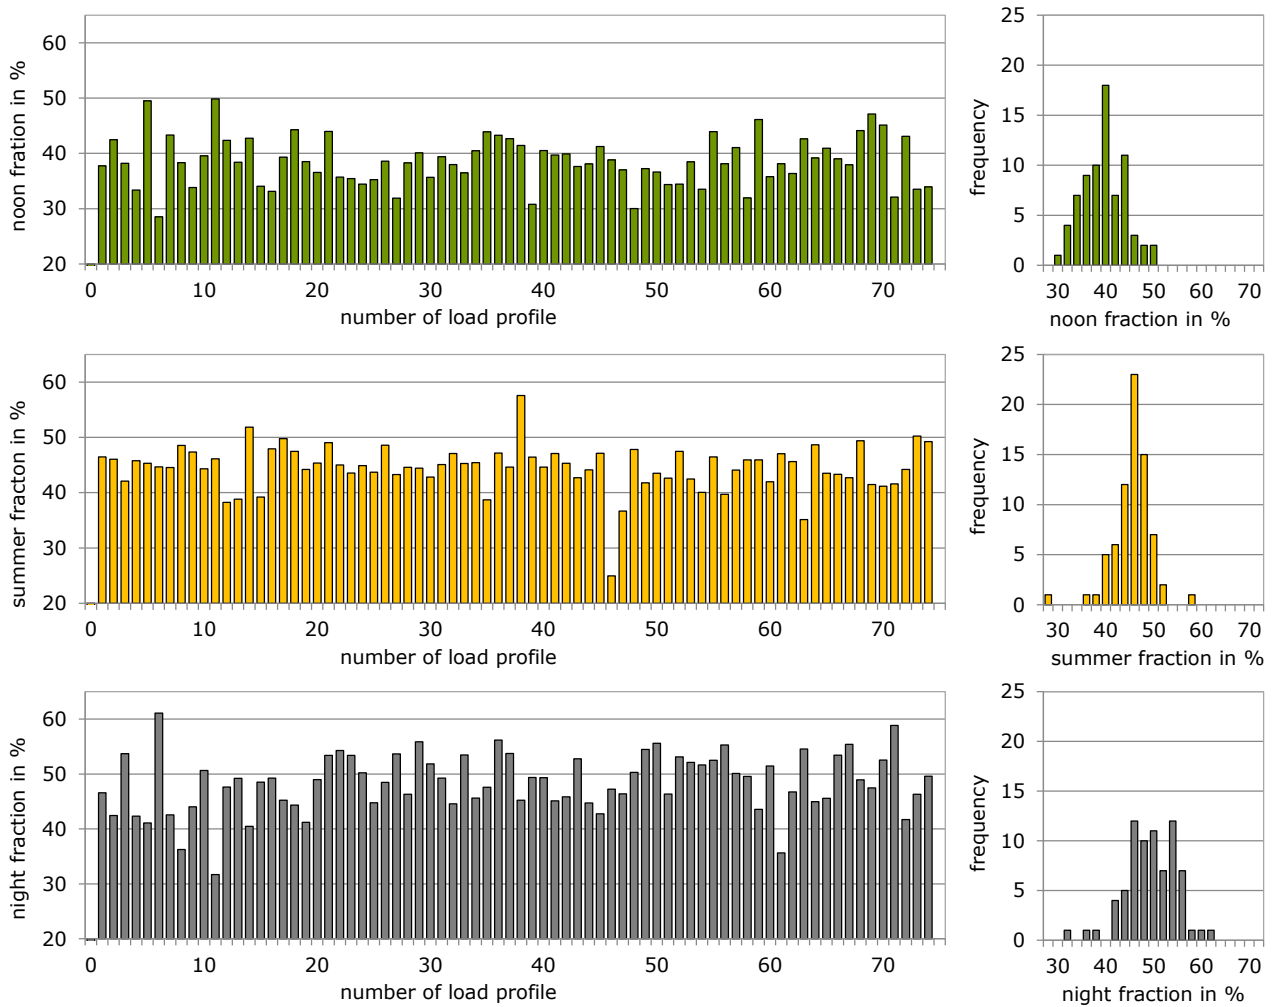 noon fration in %
60
50
40
30
20
0 10 20 30 40 50 60 70
number of load profile
frequency
25
20
15
10
5
0
30 40 50 60 70
noon fraction in %
summer fracton in %
60
50
40
30
20
0 10 20 30 40 50 60 70
number of load profile
frequency
25
20
15
10
5
0
30 40 50 60 70
summer fraction in %
night fraction in %
60
50
40
30
20
0 10 20 30 40 50 60 70
number of load profile
frequency
25
20
15
10
5
0
30 40 50 60 70
night fraction in %